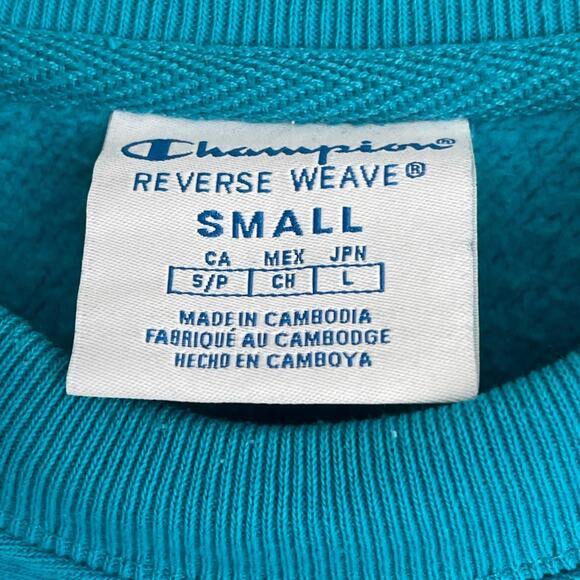 Champion®
REVERSE WEAVE®
SMALL
CA MEX JPN
S/P CH L
MADE IN CAMBODIA
FABRIQUÉ AU CAMBODGE
HECHO EN CAMBOYA